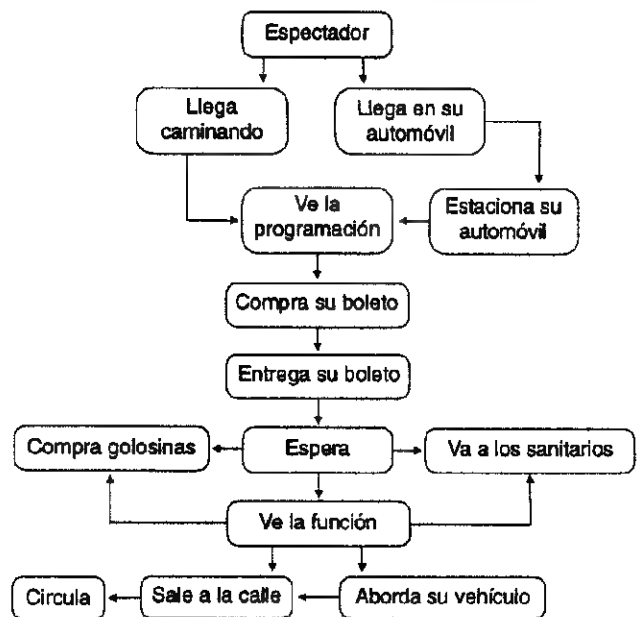 Espectador
Llega
caminando
Llega en su
automóvil
Ve la
programación
Estaciona su
automóvil
Compra su boleto
Entrega su boleto
Compra golosinas
Espera
Va a los sanitarios
Ve la función
Circula
Sale a la calle
Aborda su vehículo